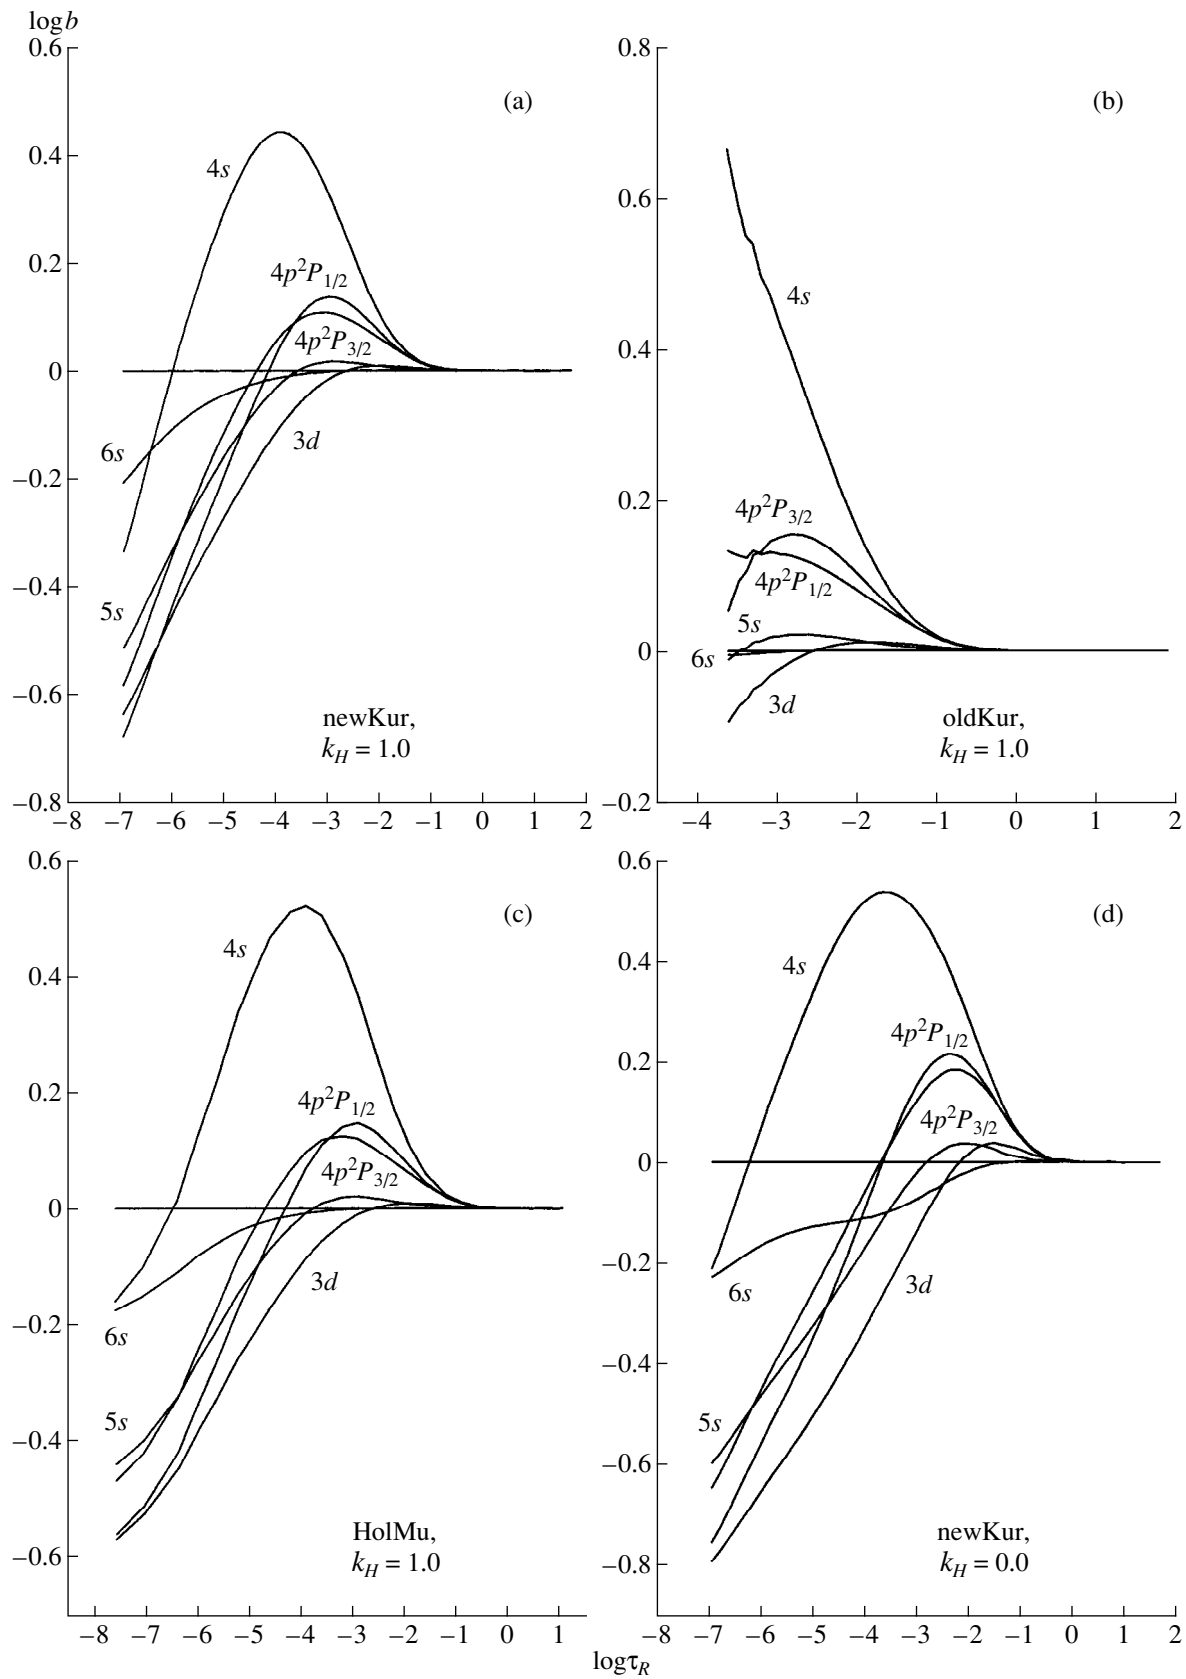 log b
0.6
0.4
0.2
0
−0.2
−0.4
−0.6
−0.8
(a)
4s
4p²P₁/₂
4p²P₃/₂
6s
3d
5s
newKur,
k_H = 1.0
−8 −7 −6 −5 −4 −3 −2 −1 0 1 2
0.8
0.6
0.4
0.2
0
−0.2
(b)
4s
4p²P₃/₂
4p²P₁/₂
5s
6s
3d
oldKur,
k_H = 1.0
−4 −3 −2 −1 0 1 2
0.6
0.4
0.2
0
−0.2
−0.4
−0.6
(c)
4s
4p²P₁/₂
4p²P₃/₂
3d
6s
5s
HolMu,
k_H = 1.0
−8 −7 −6 −5 −4 −3 −2 −1 0 1
0.6
0.4
0.2
0
−0.2
−0.4
−0.6
−0.8
(d)
4s
4p²P₁/₂
4p²P₃/₂
6s
3d
5s
newKur,
k_H = 0.0
−8 −7 −6 −5 −4 −3 −2 −1 0 1 2
logτ_R